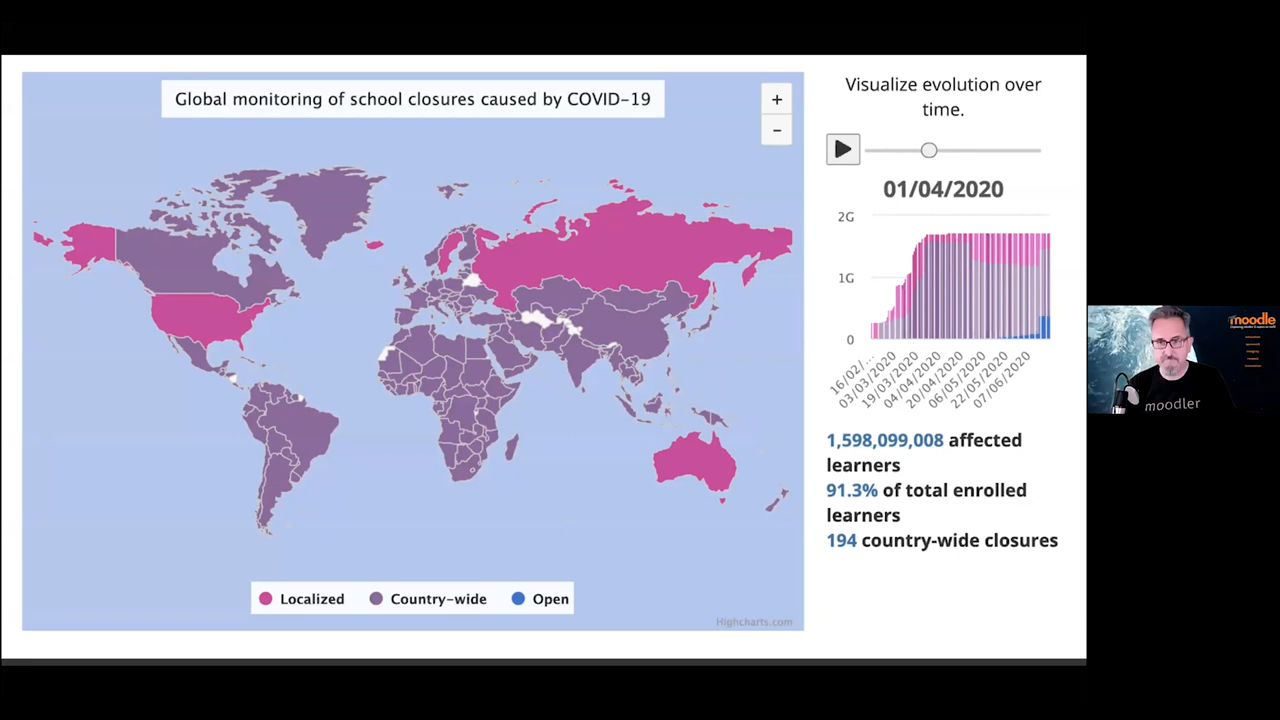 Global monitoring of school closures caused by COVID-19
+
-
Localized
Country-wide
Open
Highcharts.com
Visualize evolution over
time.
01/04/2020
2G
1G
0
16/02/...
03/03/2020
19/03/2020
04/04/2020
20/04/2020
06/05/2020
22/05/2020
07/06/2020
1,598,099,008 affected
learners
91.3% of total enrolled
learners
194 country-wide closures
moodle
moodler